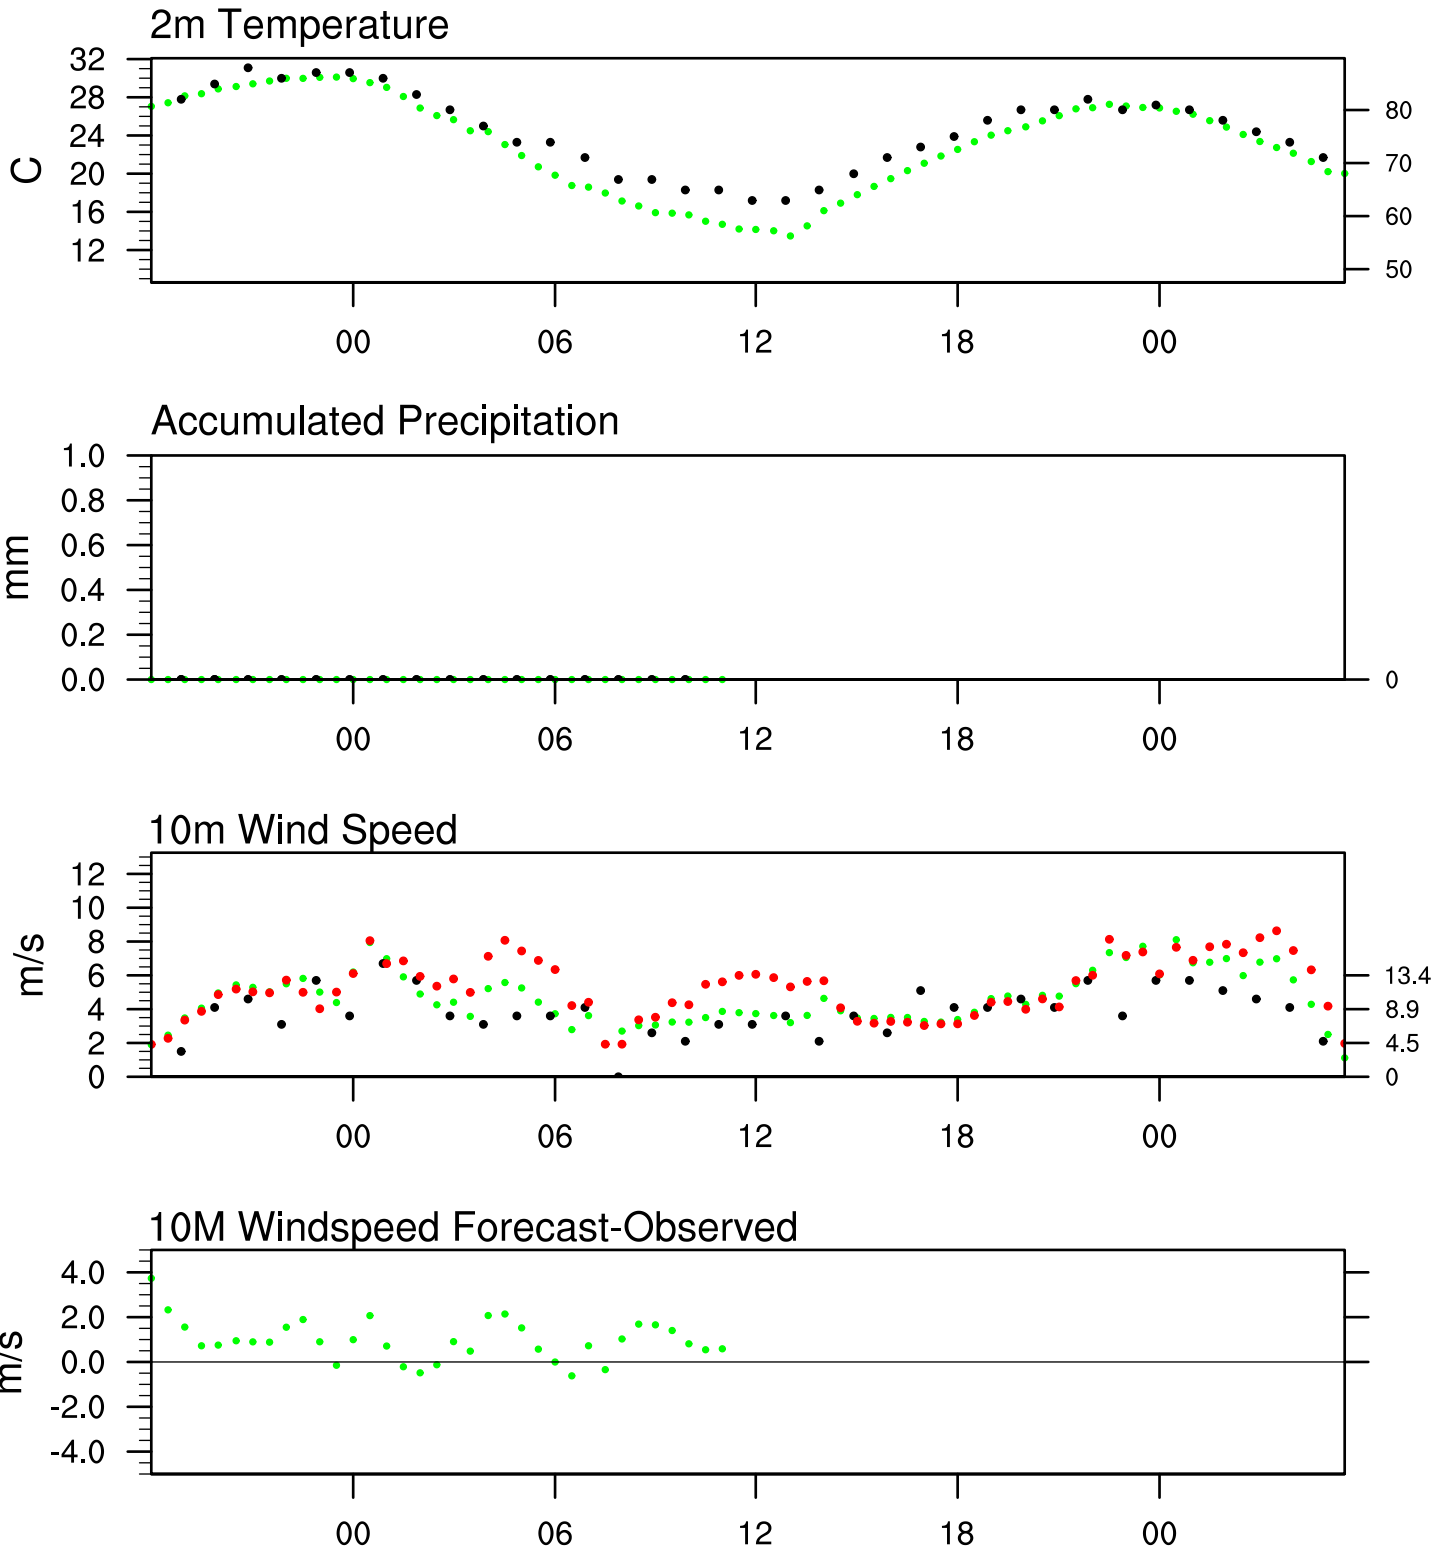 2m Temperature
32
28
24
20
16
12
C
80
70
60
50
00 06 12 18 00
Accumulated Precipitation
1.0
0.8
0.6
0.4
0.2
0.0
mm
0
00 06 12 18 00
10m Wind Speed
12
10
8
6
4
2
0
m/s
13.4
8.9
4.5
0
00 06 12 18 00
10M Windspeed Forecast-Observed
4.0
2.0
0.0
-2.0
-4.0
m/s
00 06 12 18 00